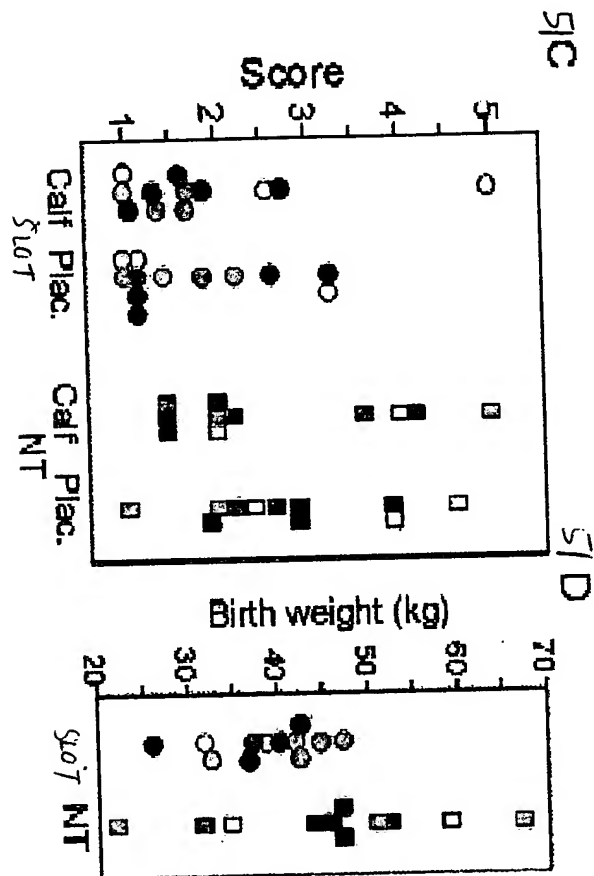 5/C
Score
1 2 3 4 5
Calf Plac.
SLOT
Calf Plac.
NT
5/ D
Birth weight (kg)
20 30 40 50 60 70
SLOT NT